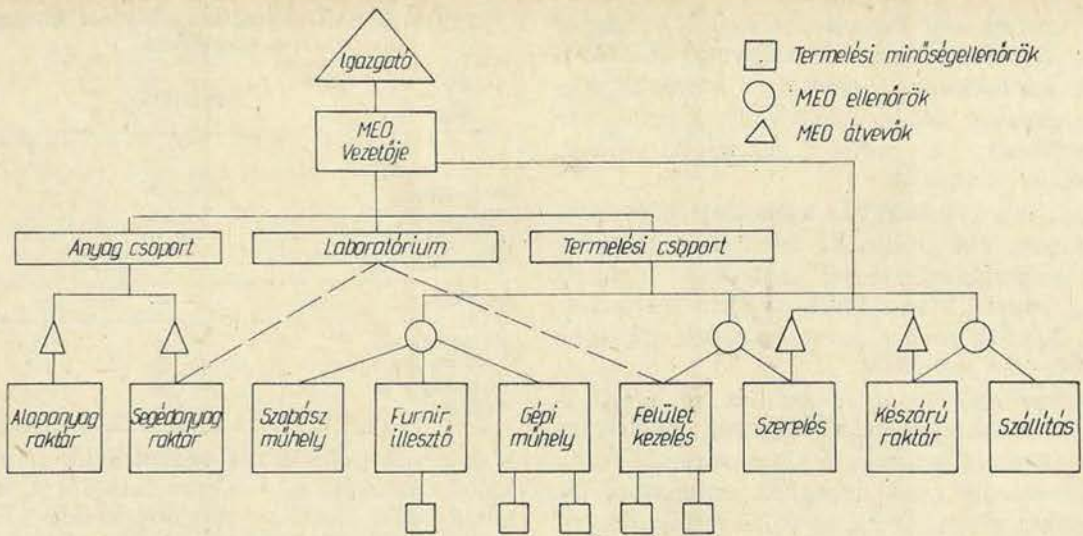 Igazgató
MEO
Vezetője
Termelési minőségellenőrök
MEO ellenőrök
MEO átvevők
Anyag csoport
Laboratórium
Termelési csoport
Alapanyag
raktár
Segédanyag
raktár
Szabász
műhely
Furnir.
illesztő
Gépi
műhely
Felület
kezelés
Szerelés
Készárú
raktár
Szállítás